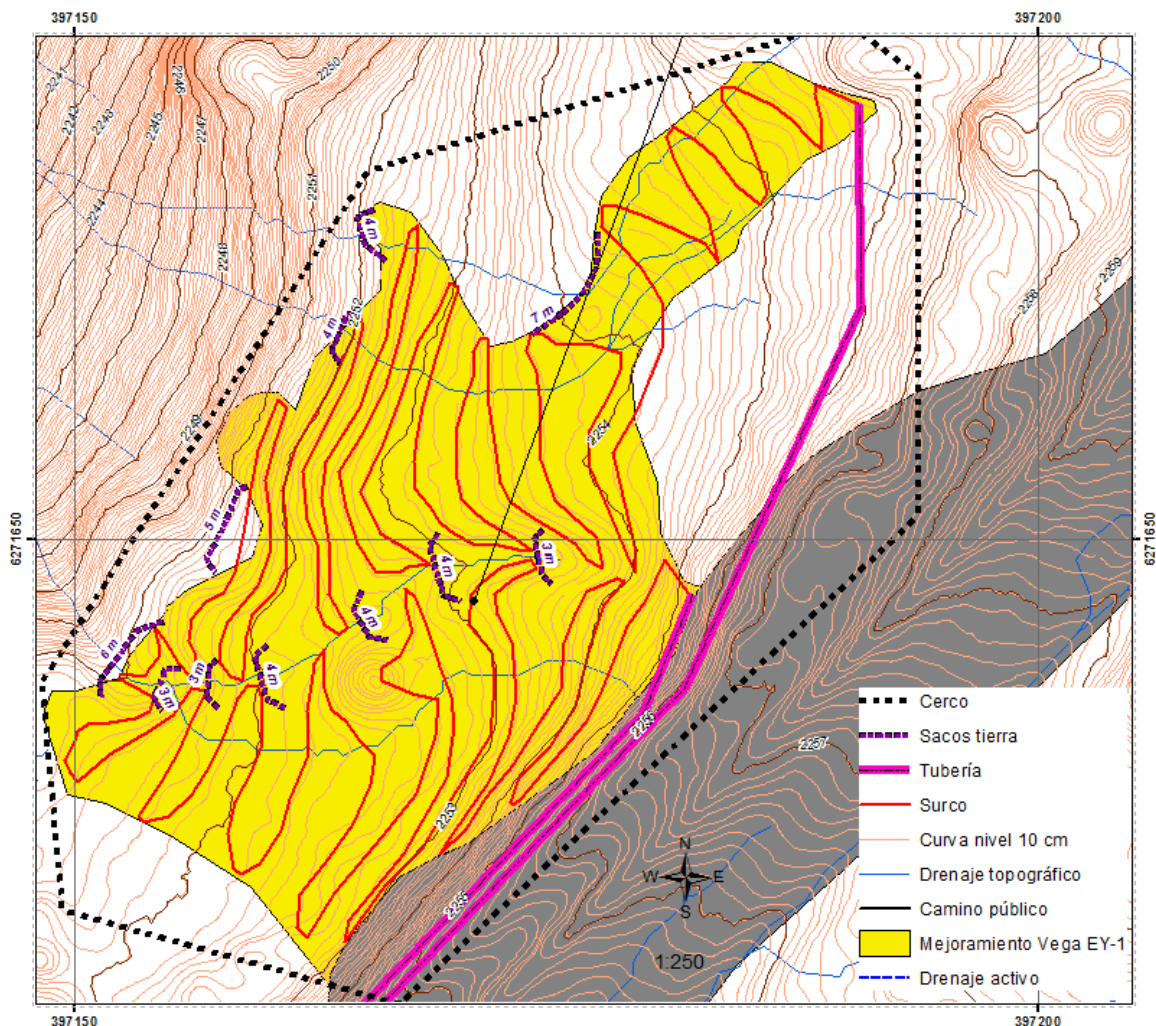 397150
397200
2241
2243
2243
2245
2246
2247
2250
2244
2248
2251
2252
2249
4 m
4 m
7 m
2254
2258
2259
5 m
6271650
6271650
4 m
3 m
4 m
6 m
3 m
3 m
4 m
2255
2257
2253
2255
N
W
E
S
1:250
Cerco
Sacos tierra
Tubería
Surco
Curva nivel 10 cm
Drenaje topográfico
Camino público
Mejoramiento Vega EY-1
Drenaje activo
397150
397200